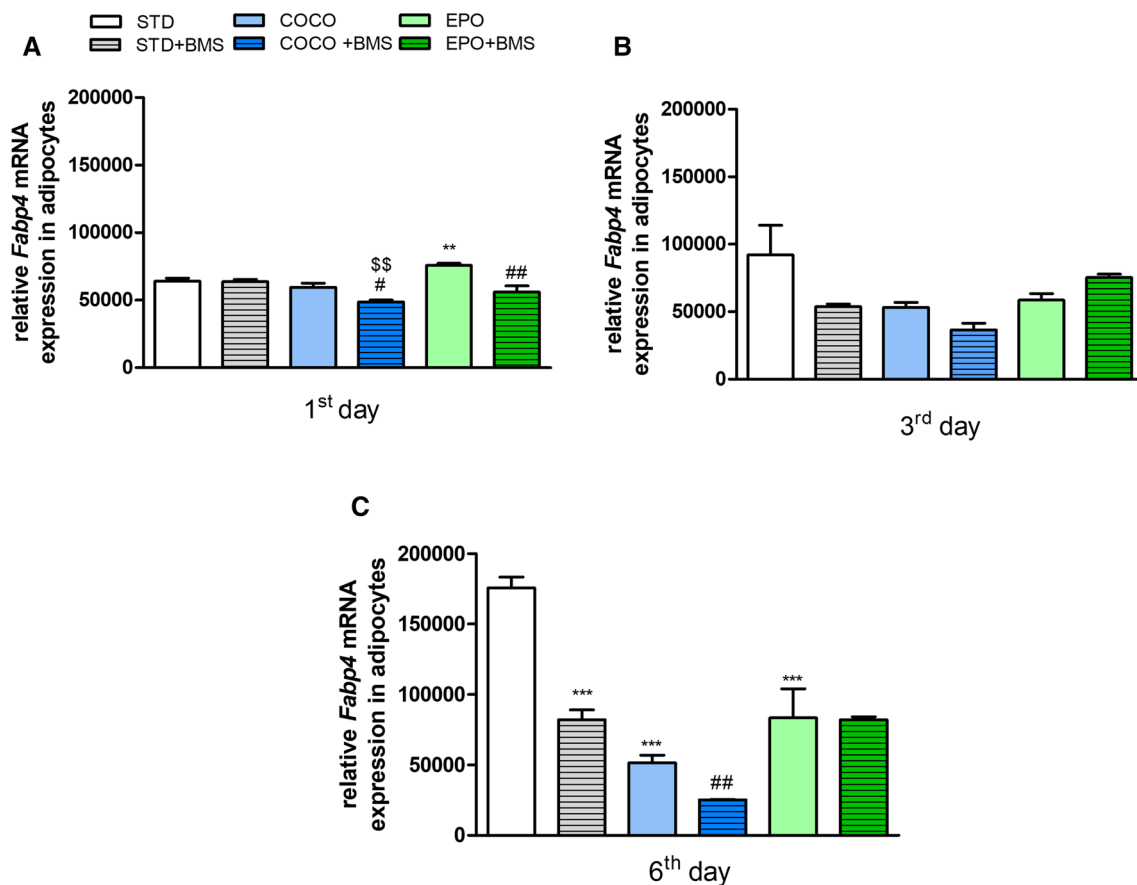 STD COCO EPO
STD+BMS COCO +BMS EPO+BMS
A
relative Fabp4 mRNA
expression in adipocytes
200000
150000
100000
50000
0
$$
#
**
##
1st day
B
relative Fabp4 mRNA
expression in adipocytes
200000
150000
100000
50000
0
3rd day
C
relative Fabp4 mRNA
expression in adipocytes
200000
150000
100000
50000
0
***
***
##
***
6th day